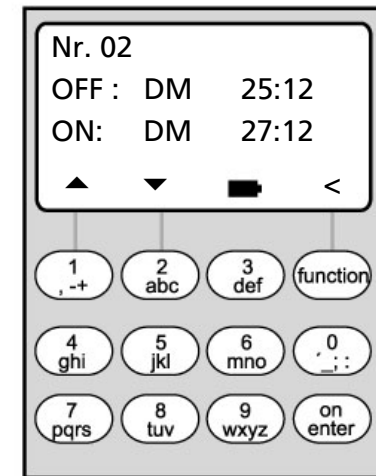 Nr. 02
OFF : DM 25:12
ON: DM 27:12
<
1 2 3 function
, -+ abc def
4 5 6 0
ghi jkl mno ´_; :
7 8 9 on
pqrs tuv wxyz enter